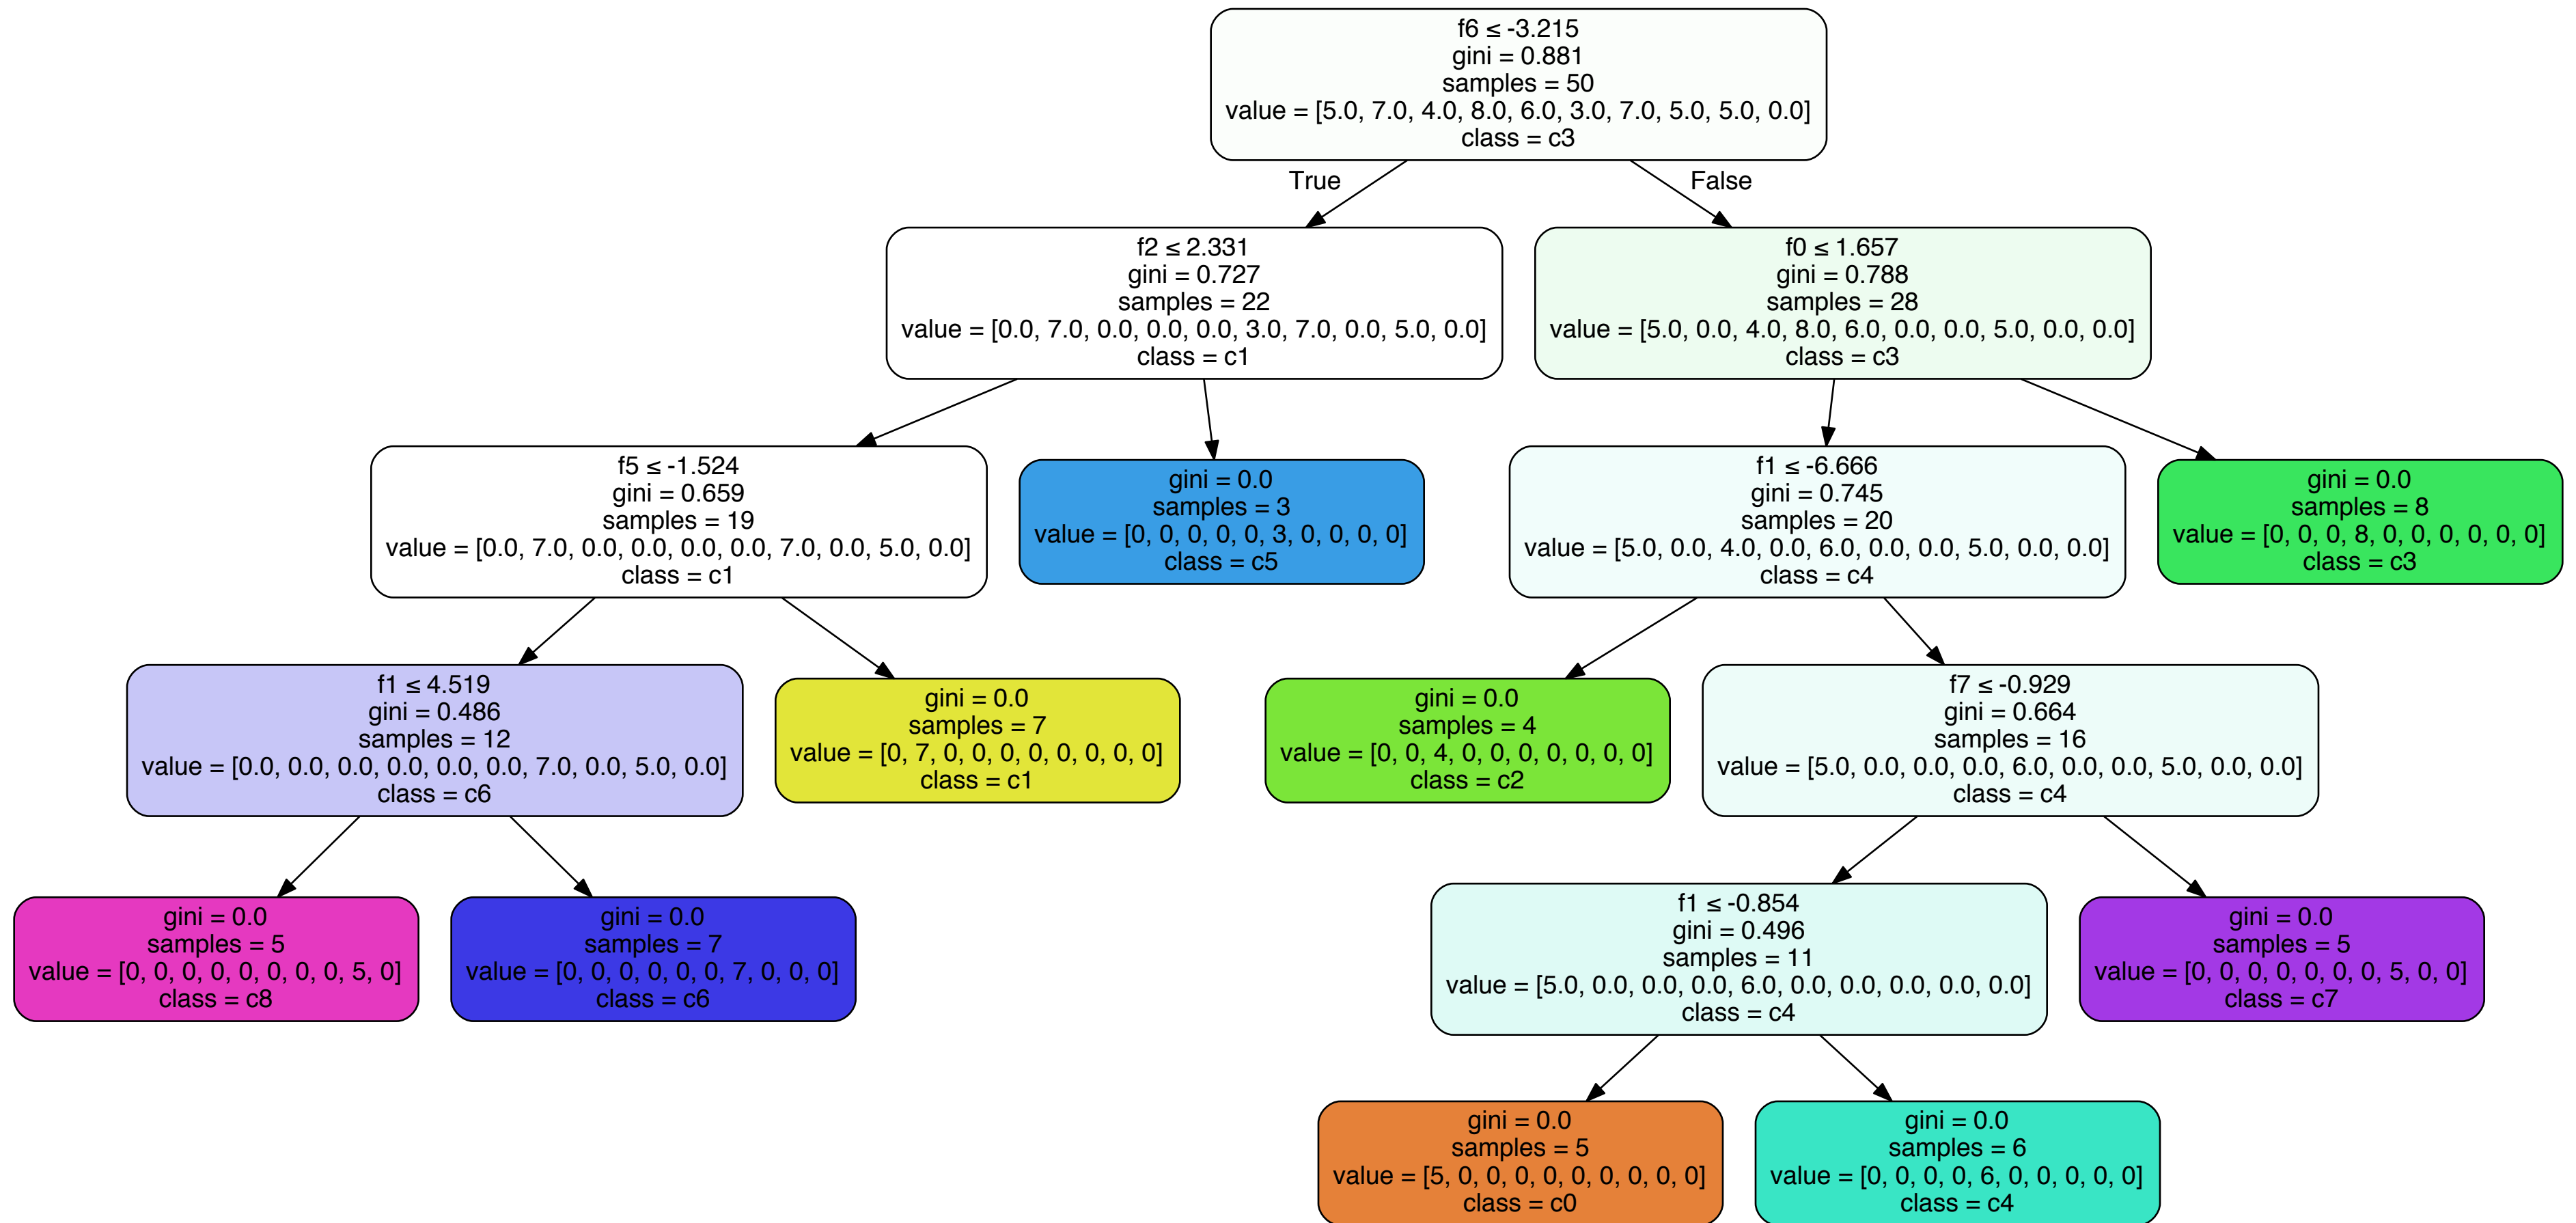 f6 ≤ -3.215
gini = 0.881
samples = 50
value = [5.0, 7.0, 4.0, 8.0, 6.0, 3.0, 7.0, 5.0, 5.0, 0.0]
class = c3
True
False
f2 ≤ 2.331
gini = 0.727
samples = 22
value = [0.0, 7.0, 0.0, 0.0, 0.0, 3.0, 7.0, 0.0, 5.0, 0.0]
class = c1
f0 ≤ 1.657
gini = 0.788
samples = 28
value = [5.0, 0.0, 4.0, 8.0, 6.0, 0.0, 0.0, 5.0, 0.0, 0.0]
class = c3
f5 ≤ -1.524
gini = 0.659
samples = 19
value = [0.0, 7.0, 0.0, 0.0, 0.0, 0.0, 7.0, 0.0, 5.0, 0.0]
class = c1
gini = 0.0
samples = 3
value = [0, 0, 0, 0, 0, 3, 0, 0, 0, 0]
class = c5
f1 ≤ -6.666
gini = 0.745
samples = 20
value = [5.0, 0.0, 4.0, 0.0, 6.0, 0.0, 0.0, 5.0, 0.0, 0.0]
class = c4
gini = 0.0
samples = 8
value = [0, 0, 0, 8, 0, 0, 0, 0, 0, 0]
class = c3
f1 ≤ 4.519
gini = 0.486
samples = 12
value = [0.0, 0.0, 0.0, 0.0, 0.0, 0.0, 7.0, 0.0, 5.0, 0.0]
class = c6
gini = 0.0
samples = 7
value = [0, 7, 0, 0, 0, 0, 0, 0, 0, 0]
class = c1
gini = 0.0
samples = 4
value = [0, 0, 4, 0, 0, 0, 0, 0, 0, 0]
class = c2
f7 ≤ -0.929
gini = 0.664
samples = 16
value = [5.0, 0.0, 0.0, 0.0, 6.0, 0.0, 0.0, 5.0, 0.0, 0.0]
class = c4
gini = 0.0
samples = 5
value = [0, 0, 0, 0, 0, 0, 0, 0, 5, 0]
class = c8
gini = 0.0
samples = 7
value = [0, 0, 0, 0, 0, 0, 7, 0, 0, 0]
class = c6
f1 ≤ -0.854
gini = 0.496
samples = 11
value = [5.0, 0.0, 0.0, 0.0, 6.0, 0.0, 0.0, 0.0, 0.0, 0.0]
class = c4
gini = 0.0
samples = 5
value = [0, 0, 0, 0, 0, 0, 0, 5, 0, 0]
class = c7
gini = 0.0
samples = 5
value = [5, 0, 0, 0, 0, 0, 0, 0, 0, 0]
class = c0
gini = 0.0
samples = 6
value = [0, 0, 0, 0, 6, 0, 0, 0, 0, 0]
class = c4